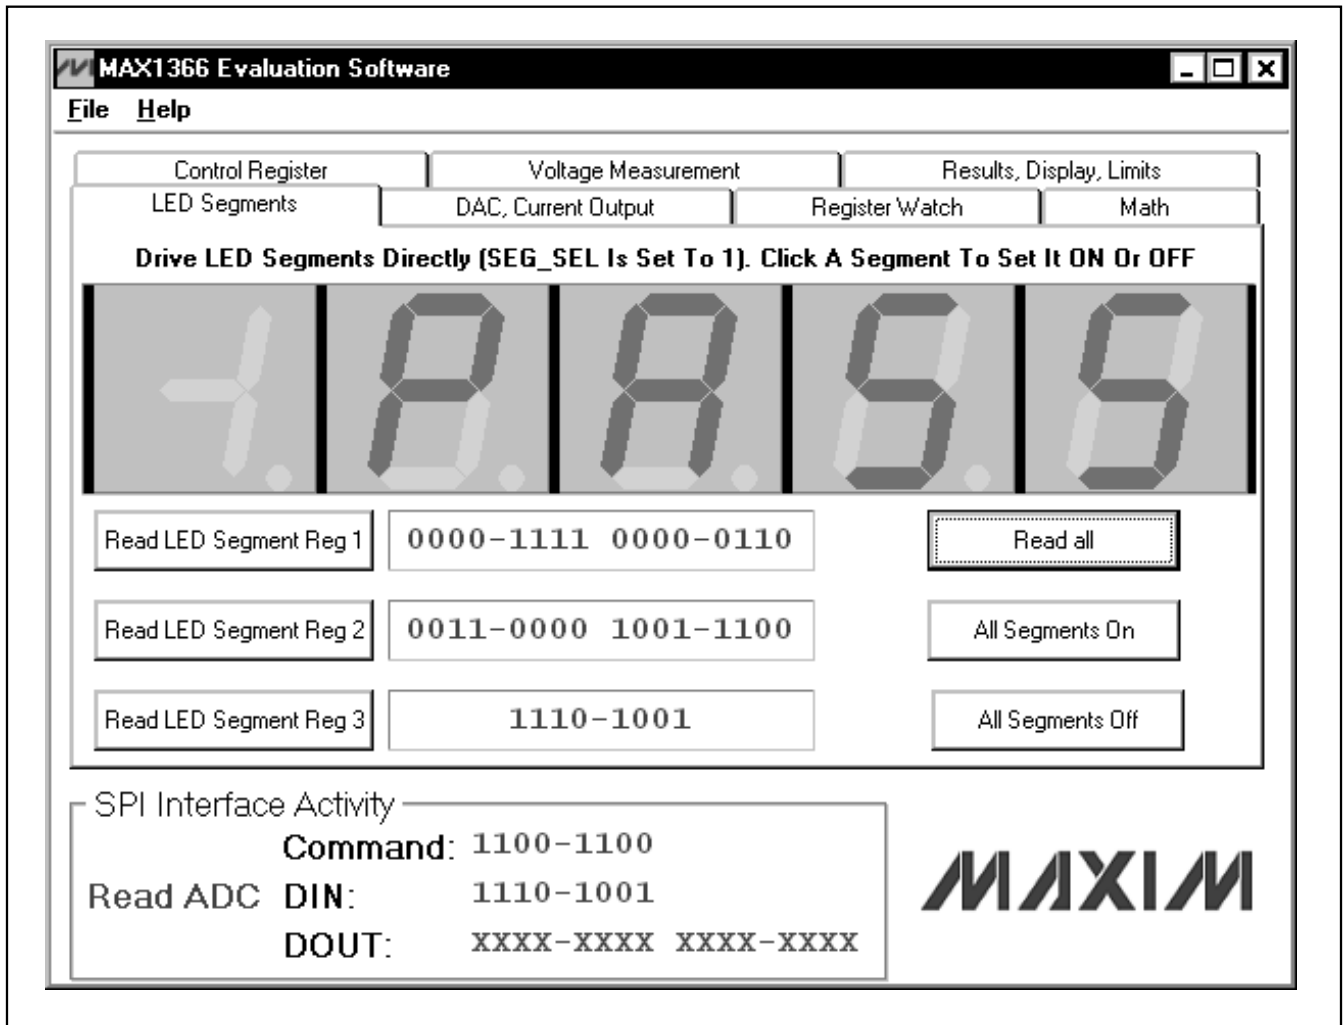 MAX1366 Evaluation Software
File Help
Control Register Voltage Measurement Results, Display, Limits
LED Segments DAC, Current Output Register Watch Math
Drive LED Segments Directly (SEG_SEL Is Set To 1). Click A Segment To Set It ON Or OFF
PASS
Read LED Segment Reg 1 0000-1111 0000-0110 Read all
Read LED Segment Reg 2 0011-0000 1001-1100 All Segments On
Read LED Segment Reg 3 1110-1001 All Segments Off
SPI Interface Activity
Command: 1100-1100
Read ADC DIN: 1110-1001
DOUT: XXXX-XXXX XXXX-XXXX
MAXIM